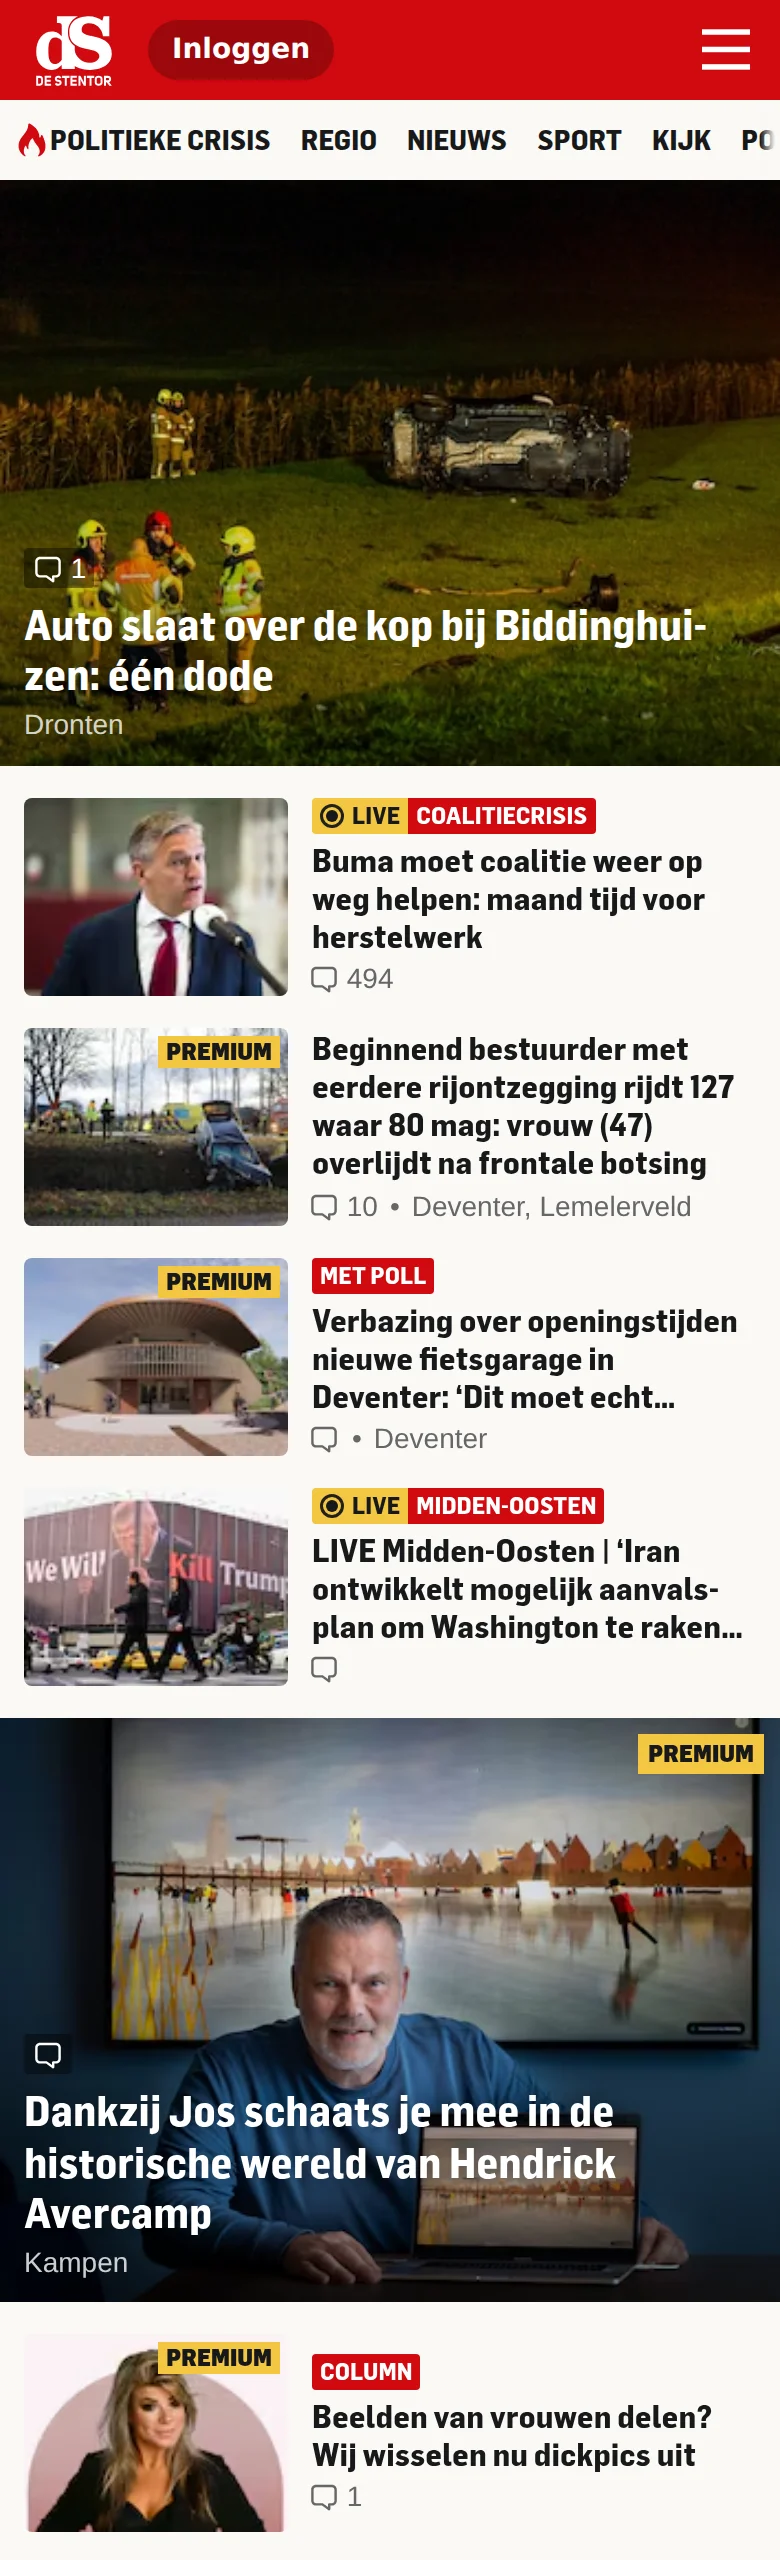 dS
DE STENTOR
Inloggen
POLITIEKE CRISIS REGIO NIEUWS SPORT KIJK PO
1
Auto slaat over de kop bij Biddinghui-
zen: één dode
Dronten
LIVE COALITIECRISIS
Buma moet coalitie weer op
weg helpen: maand tijd voor
herstelwerk
494
PREMIUM
Beginnend bestuurder met
eerdere rijontzegging rijdt 127
waar 80 mag: vrouw (47)
overlijdt na frontale botsing
10 • Deventer, Lemelerveld
PREMIUM
MET POLL
Verbazing over openingstijden
nieuwe fietsgarage in
Deventer: ‘Dit moet echt...
• Deventer
We Will Kill Trump
LIVE MIDDEN-OOSTEN
LIVE Midden-Oosten | ‘Iran
ontwikkelt mogelijk aanvals-
plan om Washington te raken...
PREMIUM
Dankzij Jos schaats je mee in de
historische wereld van Hendrick
Avercamp
Kampen
PREMIUM
COLUMN
Beelden van vrouwen delen?
Wij wisselen nu dickpics uit
1